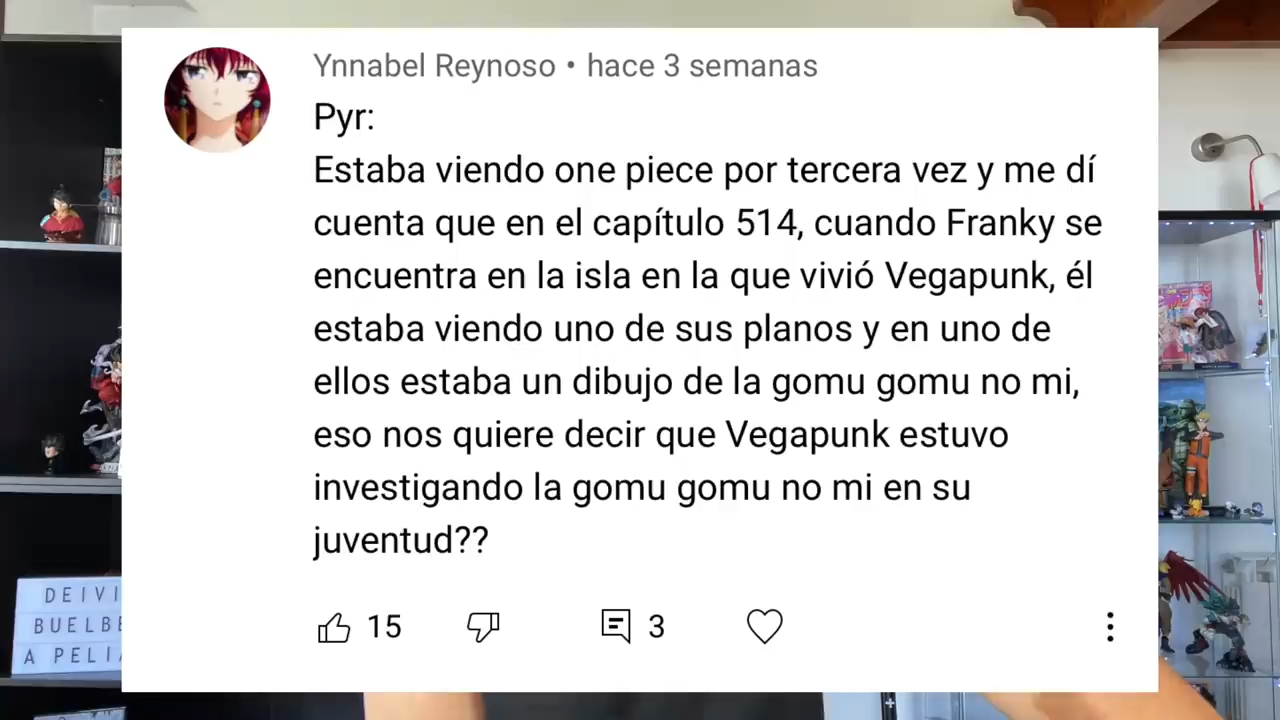 Ynnabel Reynoso • hace 3 semanas
Pyr:
Estaba viendo one piece por tercera vez y me dí
cuenta que en el capítulo 514, cuando Franky se
encuentra en la isla en la que vivió Vegapunk, él
estaba viendo uno de sus planos y en uno de
ellos estaba un dibujo de la gomu gomu no mi,
eso nos quiere decir que Vegapunk estuvo
investigando la gomu gomu no mi en su
juventud??
15
3
DEIVI
BUELBE
A PELI